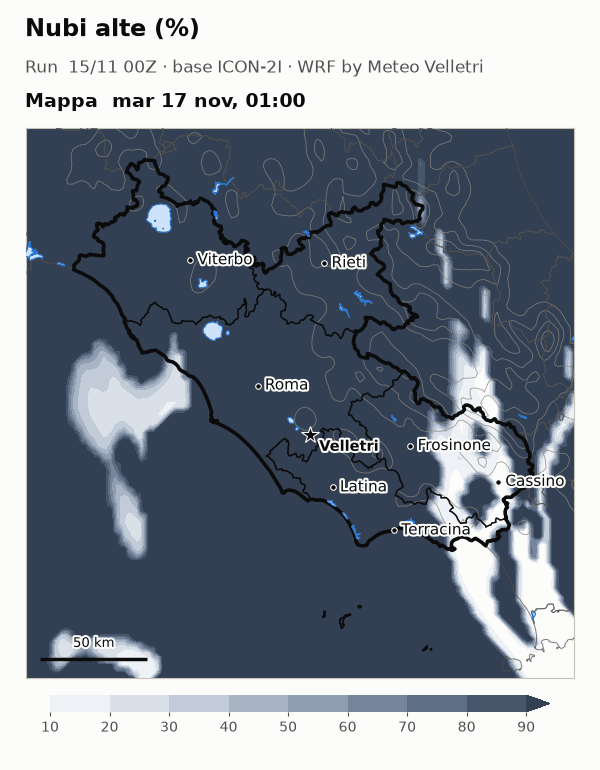 Nubi alte (%)
Run  15/11 00Z · base ICON-2I · WRF by Meteo Velletri
Mappa  mar 17 nov, 01:00
Viterbo
Rieti
Roma
Velletri
Frosinone
Cassino
Latina
Terracina
50 km
10 20 30 40 50 60 70 80 90